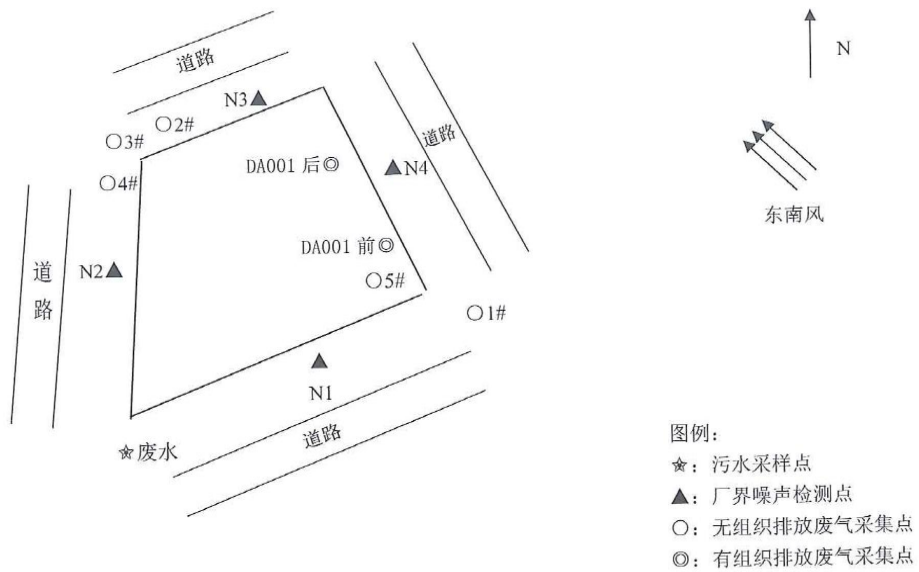 道路
N3▲
○2#
○3#
○4#
DA001 后◎
▲N4
道路
N
东南风
道路
N2▲
DA001 前◎
○5#
○1#
▲
N1
道路
☆废水
图例：
☆：污水采样点
▲：厂界噪声检测点
○：无组织排放废气采集点
◎：有组织排放废气采集点